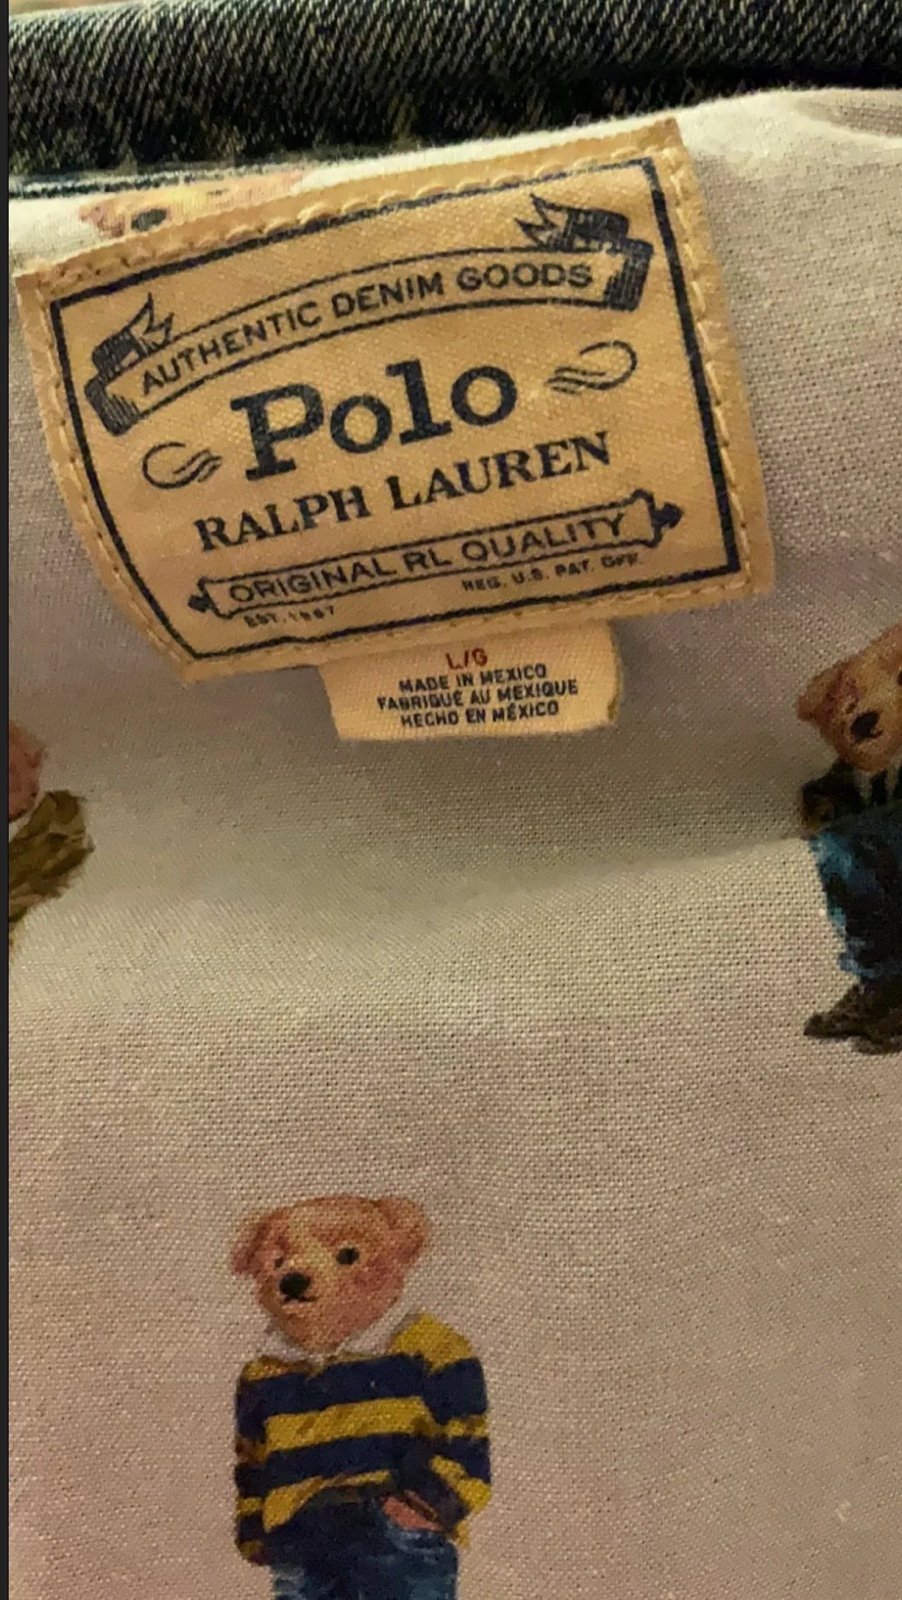 AUTHENTIC DENIM GOODS
Polo
RALPH LAUREN
ORIGINAL RL QUALITY
EST. 1967 REG. U.S. PAT. OFF.
L/G
MADE IN MEXICO
FABRIQUÉ AU MEXIQUE
HECHO EN MÉXICO